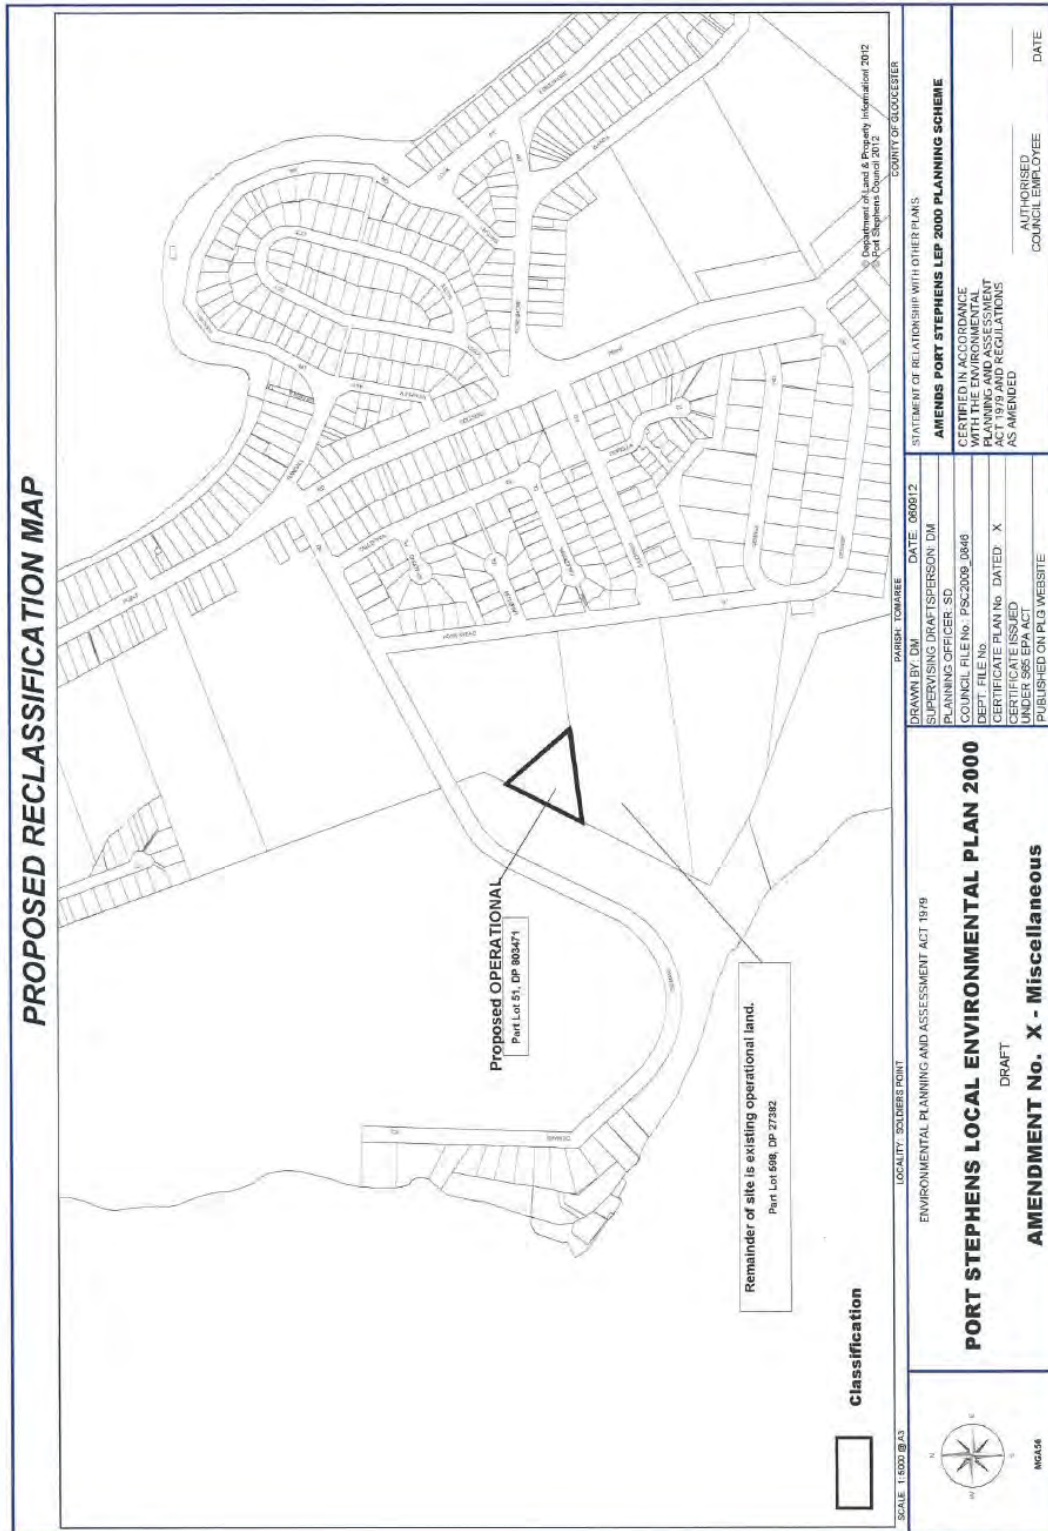 PROPOSED RECLASSIFICATION MAP
© Department of Land & Property Information 2012
© Port Stephens Council 2012
Proposed OPERATIONAL
Part Lot 51, DP 803471
Remainder of site is existing operational land.
Part Lot 598, DP 27382
Classification
SCALE 1:5000 @ A3
LOCALITY: SOLDIERS POINT
PARISH: TOMAREE
COUNTY OF GLOUCESTER
N
E
S
W
MGA56
ENVIRONMENTAL PLANNING AND ASSESSMENT ACT 1979
PORT STEPHENS LOCAL ENVIRONMENTAL PLAN 2000
DRAFT
AMENDMENT No. X - Miscellaneous
DRAWN BY: DM DATE: 060912
SUPERVISING DRAFTSPERSON: DM
PLANNING OFFICER: SD
COUNCIL FILE No.: PSC2009_0846
DEPT. FILE No.
CERTIFICATE PLAN No. DATED: X
CERTIFICATE ISSUED
UNDER S65 EPA ACT
PUBLISHED ON PLG WEBSITE
STATEMENT OF RELATIONSHIP WITH OTHER PLANS
AMENDS PORT STEPHENS LEP 2000 PLANNING SCHEME
CERTIFIED IN ACCORDANCE
WITH THE ENVIRONMENTAL
PLANNING AND ASSESSMENT
ACT 1979 AND REGULATIONS
AS AMENDED
AUTHORISED
COUNCIL EMPLOYEE
DATE